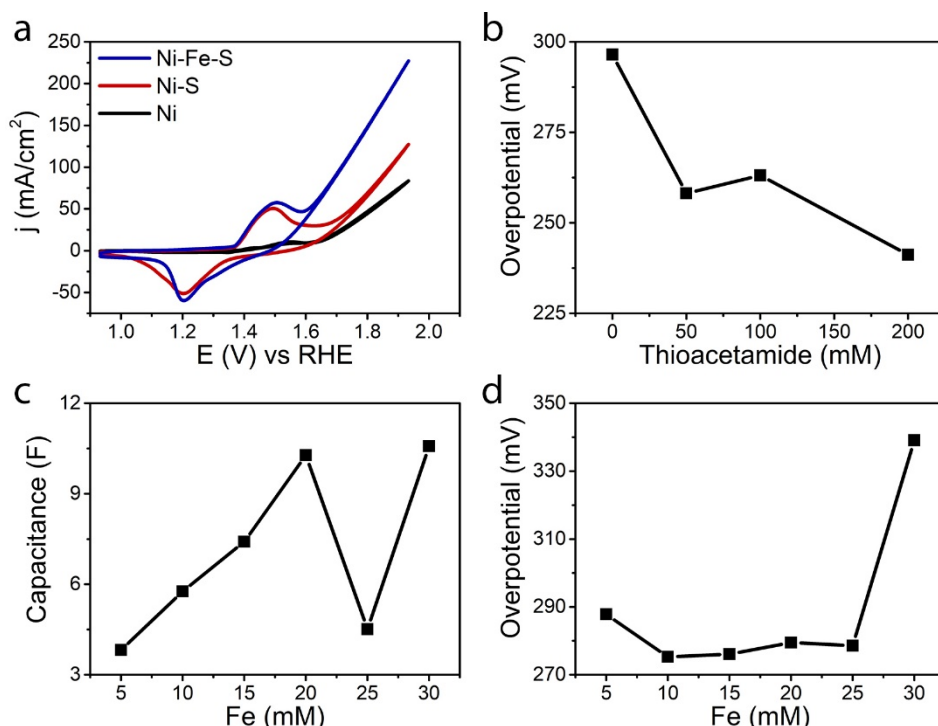 a
250
200
150
100
50
0
-50
j (mA/cm²)
Ni-Fe-S
Ni-S
Ni
1.0 1.2 1.4 1.6 1.8 2.0
E (V) vs RHE
b
300
275
250
225
Overpotential (mV)
0 50 100 150 200
Thioacetamide (mM)
c
12
9
6
3
Capacitance (F)
5 10 15 20 25 30
Fe (mM)
d
350
330
310
290
270
Overpotential (mV)
5 10 15 20 25 30
Fe (mM)